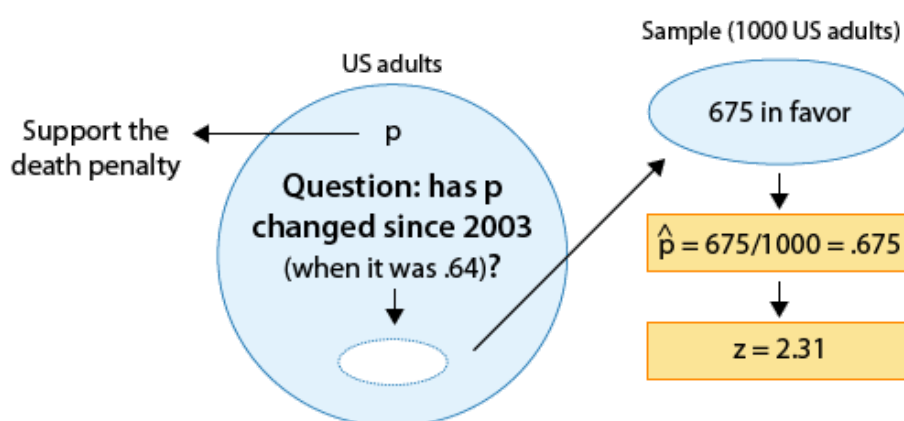 US adults
Support the
death penalty
p
Question: has p
changed since 2003
(when it was .64)?
Sample (1000 US adults)
675 in favor
p̂ = 675/1000 = .675
z = 2.31